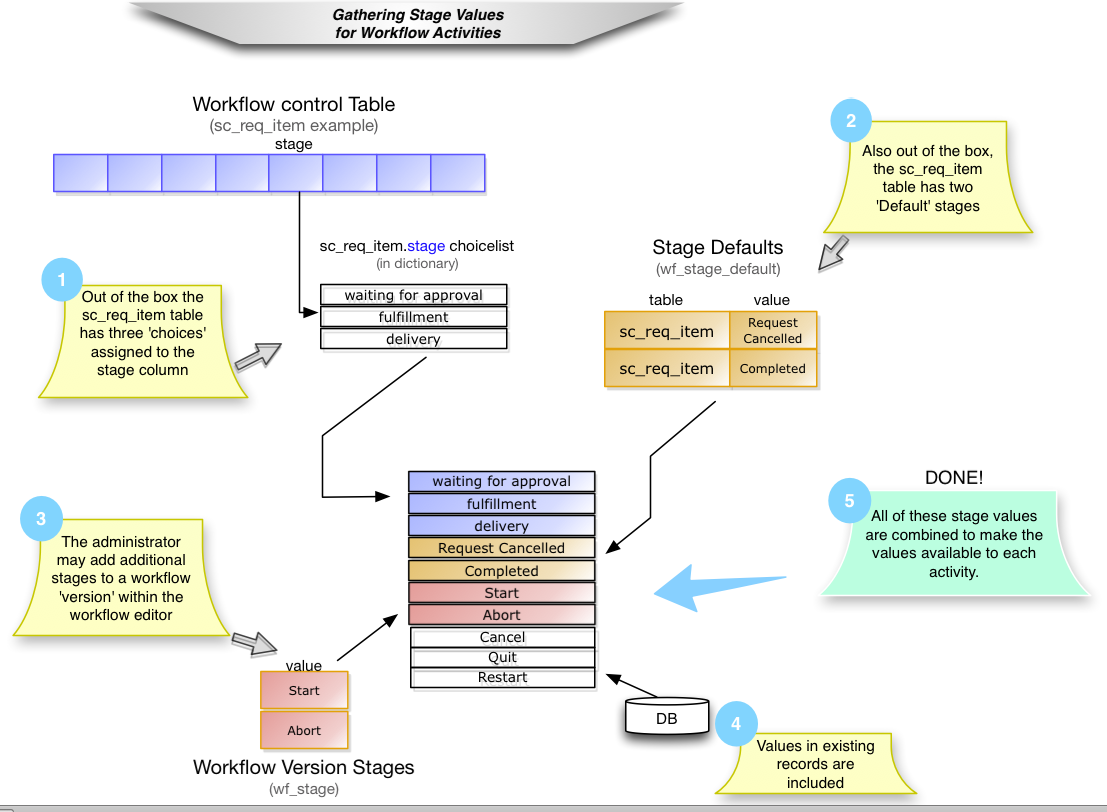 Gathering Stage Values
for Workflow Activities
Workflow control Table
(sc_req_item example)
stage
2
Also out of the box,
the sc_req_item
table has two
'Default' stages
sc_req_item.stage choicelist
(in dictionary)
waiting for approval
fulfillment
delivery
1
Out of the box the
sc_req_item table
has three 'choices'
assigned to the
stage column
Stage Defaults
(wf_stage_default)
table value
sc_req_item Request
Cancelled
sc_req_item Completed
waiting for approval
fulfillment
delivery
Request Cancelled
Completed
Start
Abort
Cancel
Quit
Restart
3
The administrator
may add additional
stages to a workflow
'version' within the
workflow editor
DONE!
5
All of these stage values
are combined to make the
values available to each
activity.
value
Start
Abort
Workflow Version Stages
(wf_stage)
DB
4
Values in existing
records are
included